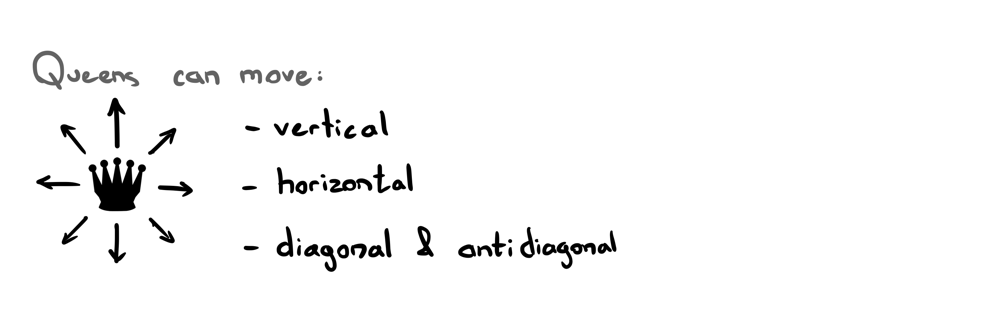 Queens can move:
- vertical
- horizontal
- diagonal & antidiagonal